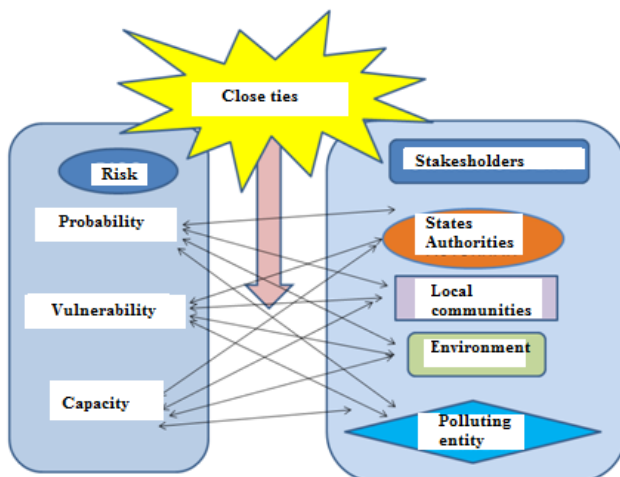 Close ties
Risk
Stakesholders
Probability
States
Authorities
Vulnerability
Local
communities
Environment
Capacity
Polluting
entity